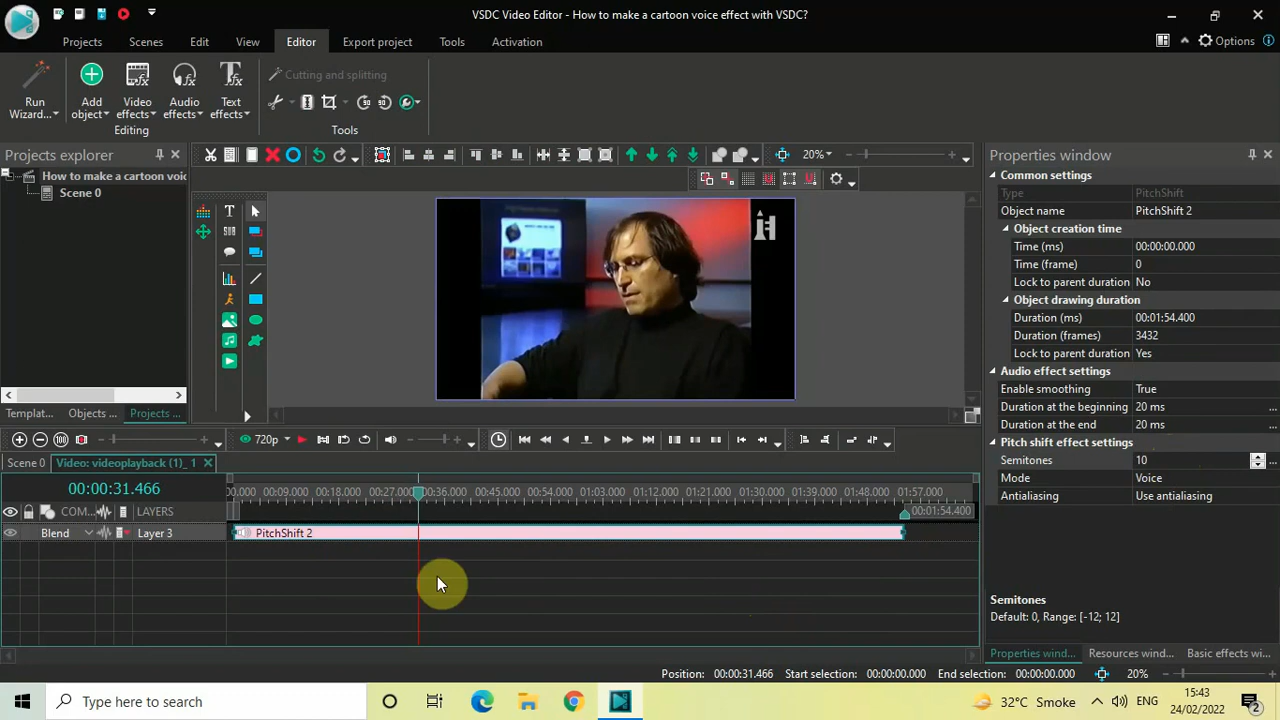 VSDC Video Editor - How to make a cartoon voice effect with VSDC?
Projects Scenes Edit View Editor Export project Tools Activation
Options
Run Wizard...
Add object
Video effects
Audio effects
Text effects
Editing
Cutting and splitting
Tools
Projects explorer
How to make a cartoon voic
Scene 0
20%
Templat... Objects ... Projects ...
Properties window
Common settings
Type PitchShift
Object name PitchShift 2
Object creation time
Time (ms) 00:00:00.000
Time (frame) 0
Lock to parent duration No
Object drawing duration
Duration (ms) 00:01:54.400
Duration (frames) 3432
Lock to parent duration Yes
Audio effect settings
Enable smoothing True
Duration at the beginning 20 ms ...
Duration at the end 20 ms ...
Pitch shift effect settings
Semitones 10 ...
Mode Voice
Antialiasing Use antialiasing
720p
Scene 0 Video: videoplayback (1)_ 1
00:00:31.466
0.000 00:09.000 00:18.000 00:27.000 00:36.000 00:45.000 00:54.000 01:03.000 01:12.000 01:21.000 01:30.000 01:39.000 01:48.000 01:57.000
COM... LAYERS
00:01:54.400
Blend Layer 3 PitchShift 2
Semitones
Default: 0, Range: [-12; 12]
Properties wind... Resources wind... Basic effects wi...
Position: 00:00:31.466 Start selection: 00:00:00.000 End selection: 00:00:00.000 20%
Type here to search
32°C Smoke
ENG
15:43
24/02/2022
2